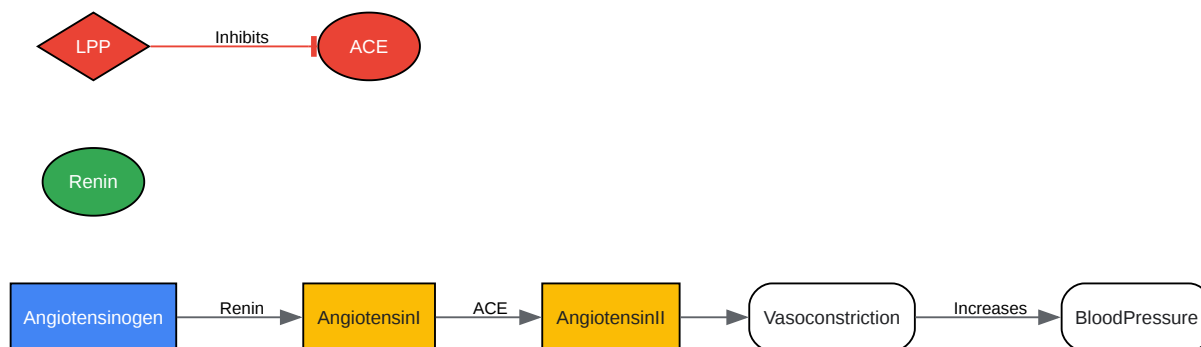 LPP
Inhibits
ACE
Renin
Angiotensinogen
Renin
AngiotensinI
ACE
AngiotensinII
Vasoconstriction
Increases
BloodPressure